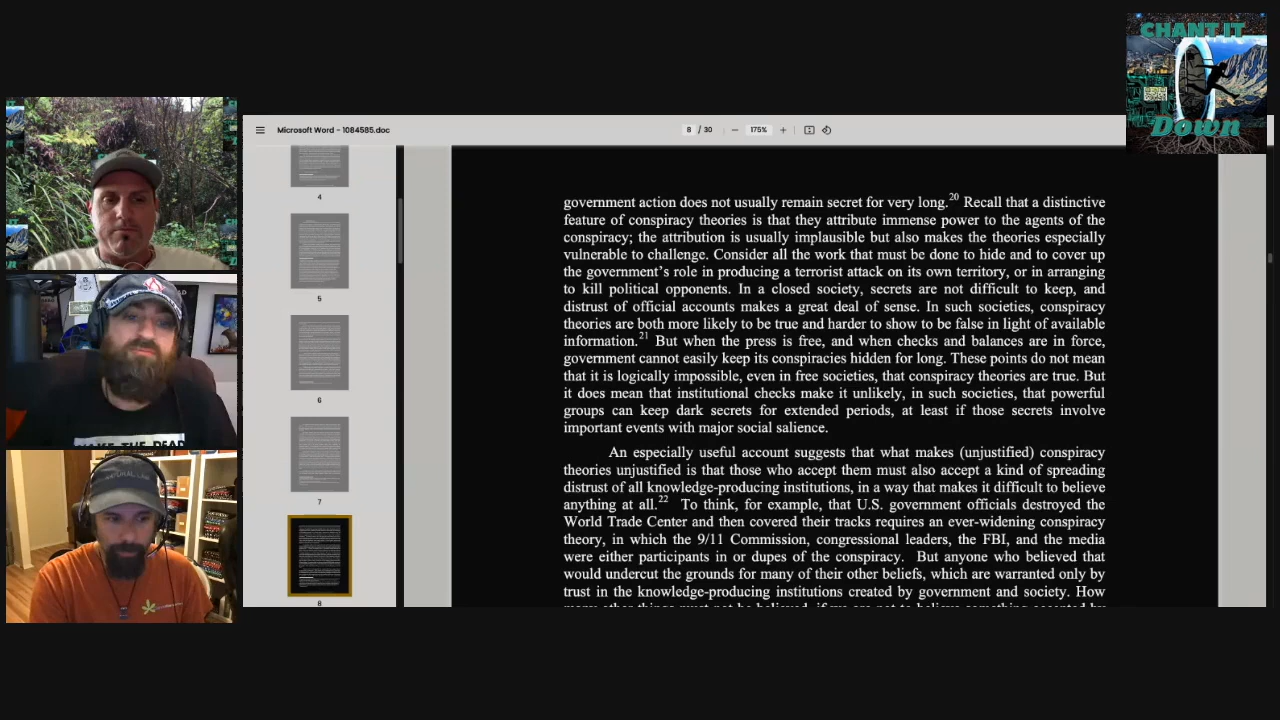 CHANT IT
Down
Microsoft Word - 1084585.doc
8 / 30
175%
4
5
6
7
8
government action does not usually remain secret for very long.20 Recall that a distinctive
feature of conspiracy theories is that they attribute immense power to the agents of the
conspiracy; the attribution is usually implausible but also makes the theories especially
vulnerable to challenge. Consider all the work that must be done to hide and to cover up
the government's role in producing a terrorist attack on its own territory, or in arranging
to kill political opponents. In a closed society, secrets are not difficult to keep, and
distrust of official accounts makes a great deal of sense. In such societies, conspiracy
theories are both more likely to be true and harder to show to be false in light of available
information.21 But when the press is free, and when checks and balances are in force,
government cannot easily keep its conspiracies hidden for long. These points do not mean
that it is logically impossible, even in free societies, that conspiracy theories are true. But
it does mean that institutional checks make it unlikely, in such societies, that powerful
groups can keep dark secrets for extended periods, at least if those secrets involve
important events with major social salience.
An especially useful account suggests that what makes (unjustified) conspiracy
theories unjustified is that those who accept them must also accept a kind of spreading
distrust of all knowledge-producing institutions, in a way that makes it difficult to believe
anything at all.22 To think, for example, that U.S. government officials destroyed the
World Trade Center and then covered their tracks requires an ever-widening conspiracy
theory, in which the 9/11 Commission, congressional leaders, the FBI, and the media
were either participants in or dupes of the conspiracy. But anyone who believed that
would undercut the grounds for many of their other beliefs, which are warranted only by
trust in the knowledge-producing institutions created by government and society. How
many other things must not be believed, if we are not to believe something accepted by